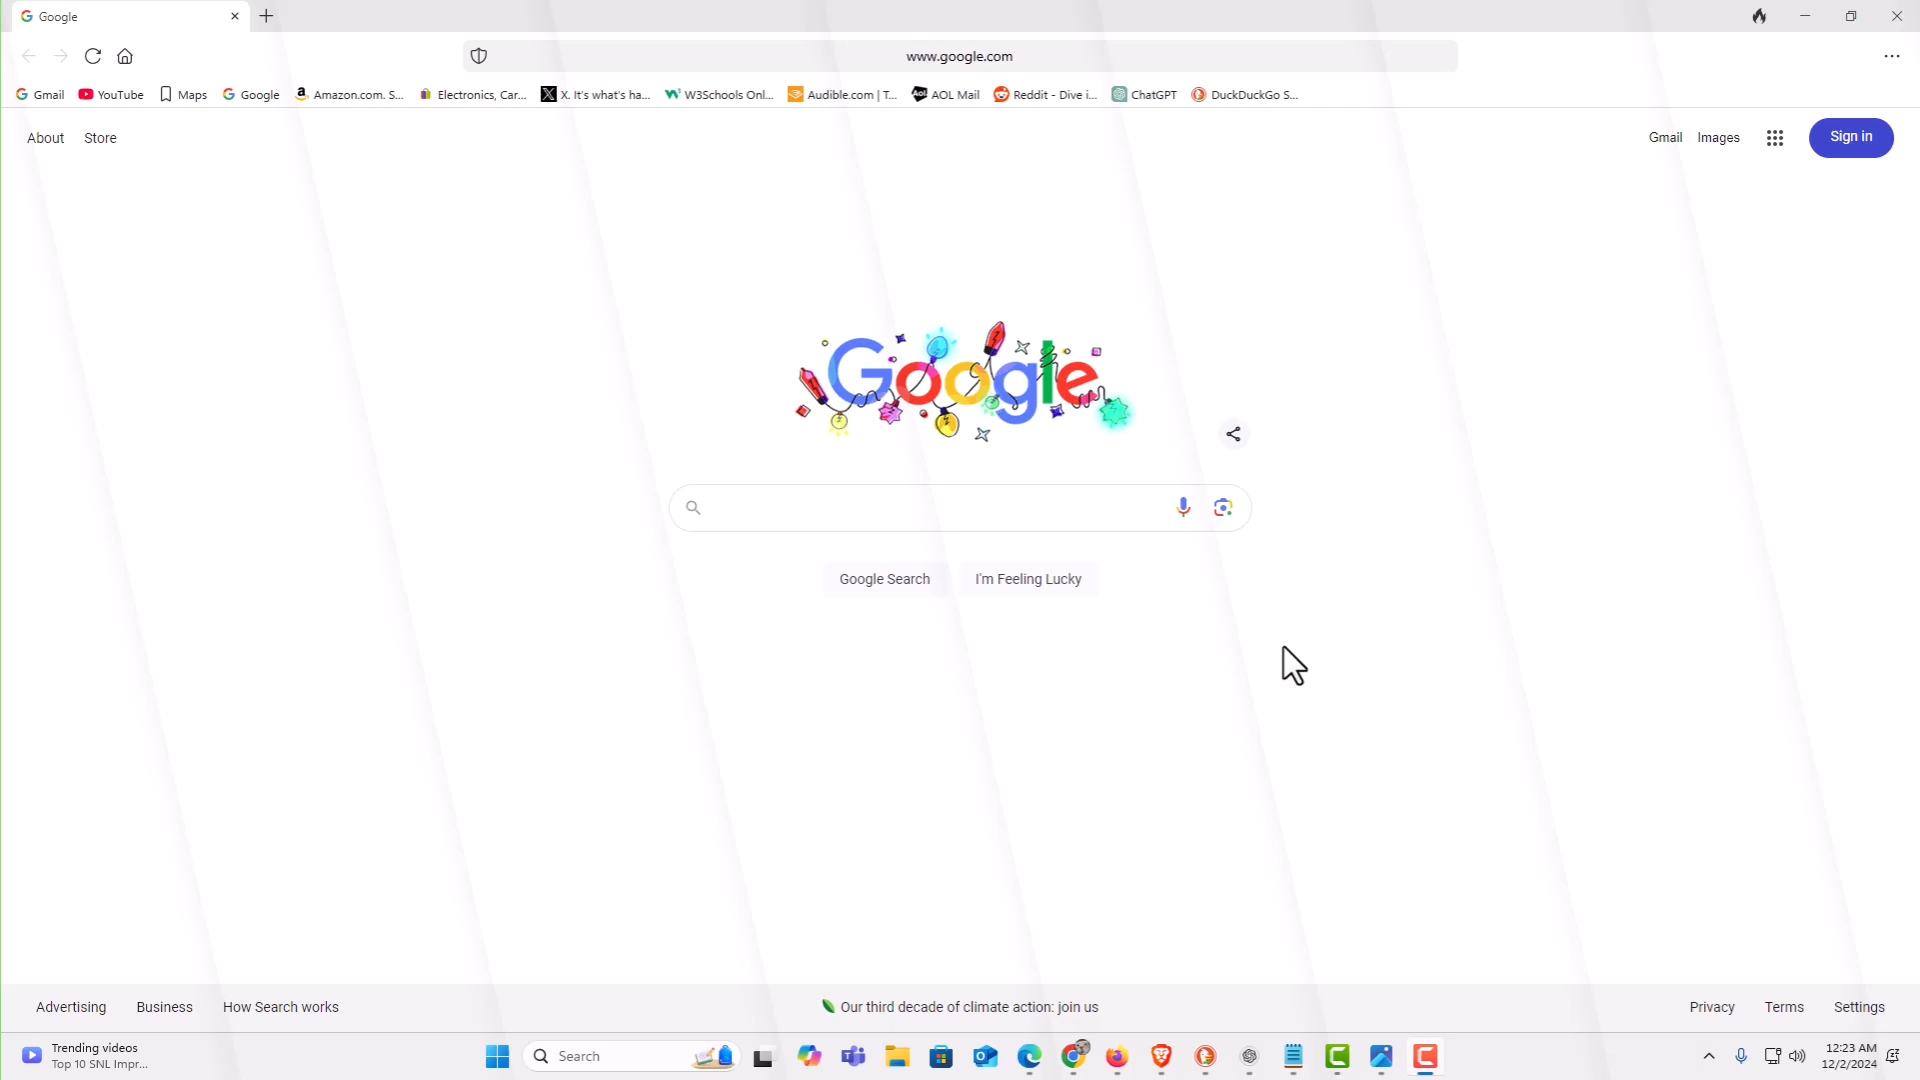 Google
www.google.com
Gmail YouTube Maps Google Amazon.com. S... Electronics, Car... X. It's what's ha... W3Schools Onl... Audible.com | T... AOL Mail Reddit - Dive i... ChatGPT DuckDuckGo S...
About Store Gmail Images Sign in
Google
Google Search I'm Feeling Lucky
Advertising Business How Search works Our third decade of climate action: join us Privacy Terms Settings
Trending videos
Top 10 SNL Impr...
Search
12:23 AM
12/2/2024